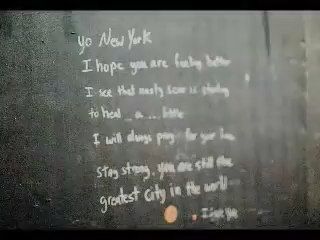 yo New York
I hope you are feeling better
I see that nasty scar is starting
to heal .. a .... little
I will always pray for your
stay strong. you are still the
greatest City in the world
I love you